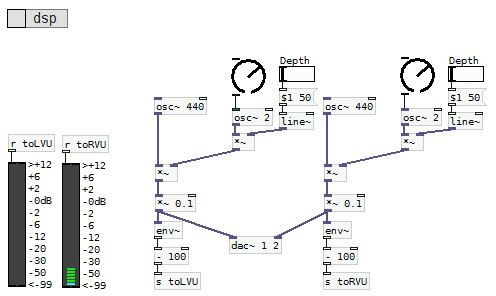 dsp
Depth
Depth
$1 50
$1 50
osc~ 440
osc~ 2
line~
osc~ 440
osc~ 2
line~
*~
*~
r toLVU
r toRVU
>+12
>+12
*~
*~
+6
+6
+2
+2
-0dB
-0dB
*~ 0.1
*~ 0.1
-2
-2
-6
-6
env~
env~
-12
-12
dac~ 1 2
-20
-20
- 100
- 100
-30
-30
-50
-50
<-99
<-99
s toLVU
s toRVU